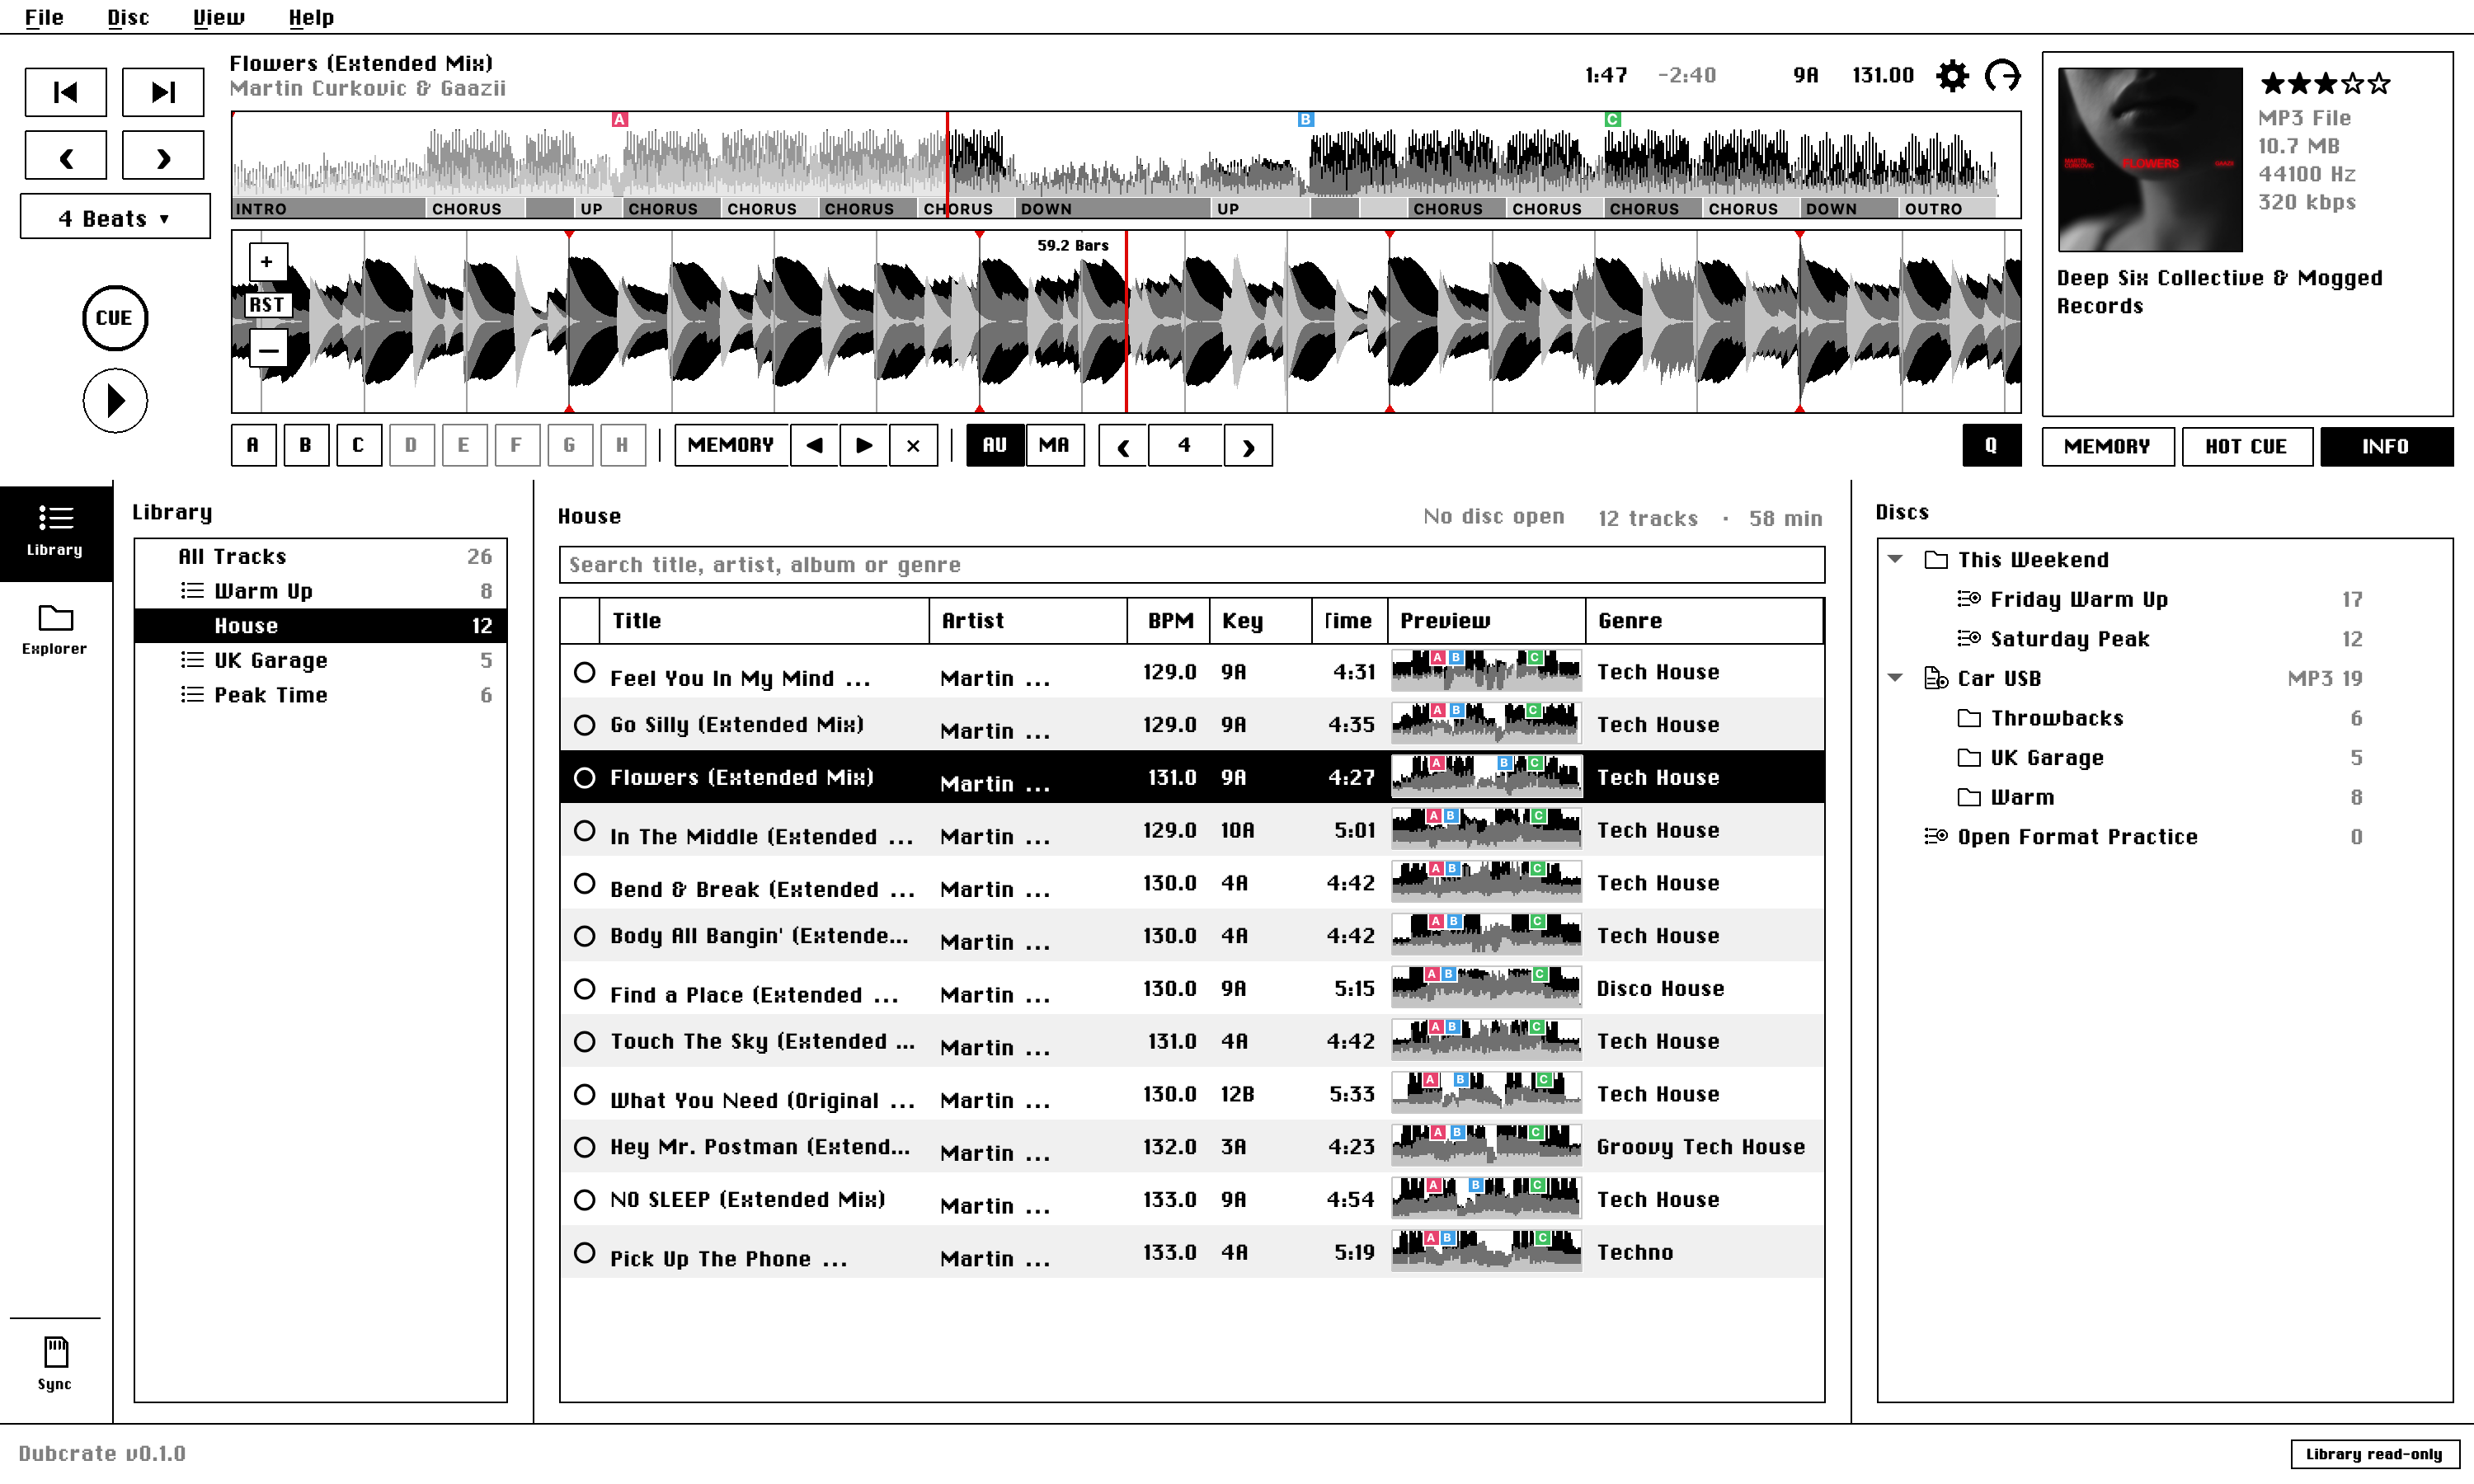 File Disc View Help
Flowers (Extended Mix)
Martin Curkovic & Gaazii
1:47 -2:40 9A 131.00
4 Beats
CUE
A B C
INTRO CHORUS UP CHORUS CHORUS CHORUS CHORUS DOWN UP CHORUS CHORUS CHORUS CHORUS DOWN OUTRO
59.2 Bars
+
RST
−
A B C D E F G H MEMORY × AU MA 4 Q
FLOWERS
MP3 File
10.7 MB
44100 Hz
320 kbps
Deep Six Collective & Mogged
Records
MEMORY HOT CUE INFO
Library
Explorer
Sync
Library
All Tracks 26
Warm Up 8
House 12
UK Garage 5
Peak Time 6
House No disc open 12 tracks · 58 min
Search title, artist, album or genre
Title Artist BPM Key Time Preview Genre
Feel You In My Mind ... Martin ... 129.0 9A 4:31 A B C Tech House
Go Silly (Extended Mix) Martin ... 129.0 9A 4:35 A B C Tech House
Flowers (Extended Mix) Martin ... 131.0 9A 4:27 A B C Tech House
In The Middle (Extended ... Martin ... 129.0 10A 5:01 A B C Tech House
Bend & Break (Extended ... Martin ... 130.0 4A 4:42 A B C Tech House
Body All Bangin' (Extende... Martin ... 130.0 4A 4:42 A B C Tech House
Find a Place (Extended ... Martin ... 130.0 9A 5:15 A B C Disco House
Touch The Sky (Extended ... Martin ... 131.0 4A 4:42 A B C Tech House
What You Need (Original ... Martin ... 130.0 12B 5:33 A B C Tech House
Hey Mr. Postman (Extend... Martin ... 132.0 3A 4:23 A B C Groovy Tech House
NO SLEEP (Extended Mix) Martin ... 133.0 9A 4:54 A B C Tech House
Pick Up The Phone ... Martin ... 133.0 4A 5:19 A B C Techno
Discs
This Weekend
Friday Warm Up 17
Saturday Peak 12
Car USB MP3 19
Throwbacks 6
UK Garage 5
Warm 8
Open Format Practice 0
Dubcrate v0.1.0
Library read-only